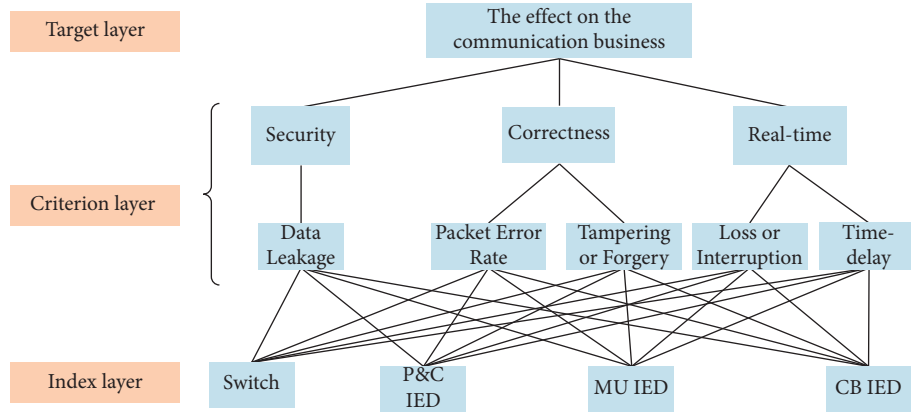 Target layer
The effect on the
communication business
Security
Correctness
Real-time
Criterion layer
Data
Leakage
Packet Error
Rate
Tampering
or Forgery
Loss or
Interruption
Time-
delay
Index layer
Switch
P&C
IED
MU IED
CB IED